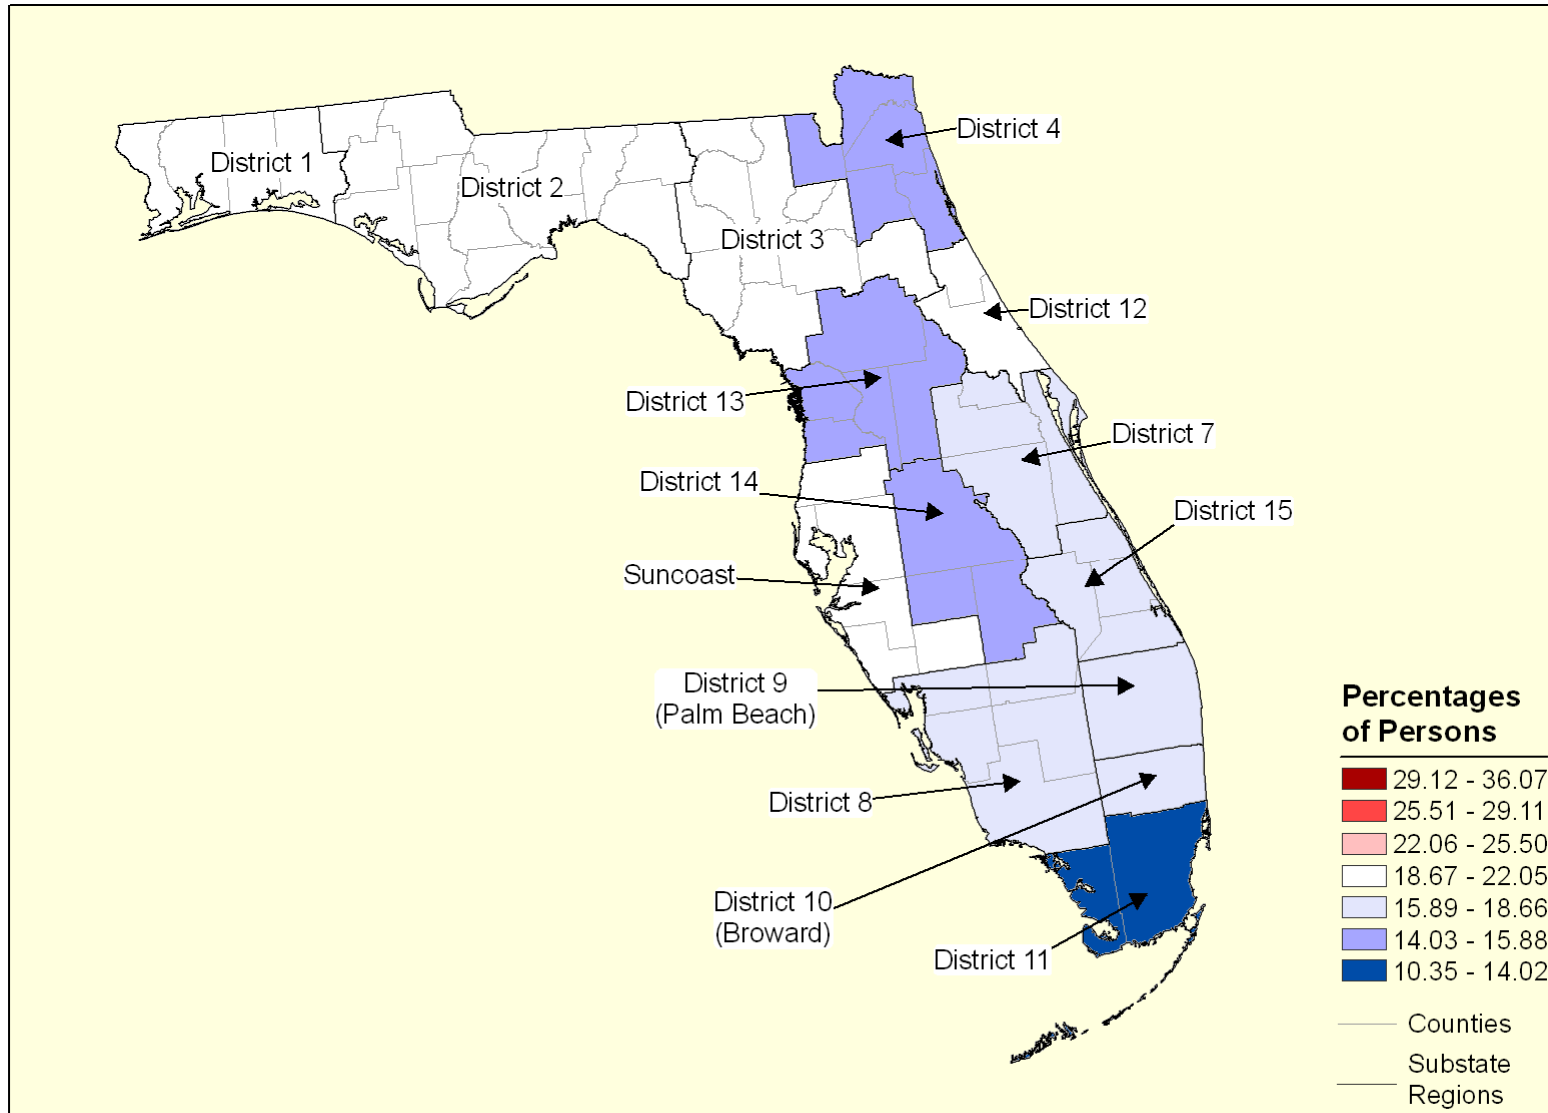 District 4
District 1
District 2
District 3
District 12
District 13
District 7
District 14
District 15
Suncoast
District 9
(Palm Beach)
District 8
District 10
(Broward)
District 11
Percentages
of Persons
29.12 - 36.07
25.51 - 29.11
22.06 - 25.50
18.67 - 22.05
15.89 - 18.66
14.03 - 15.88
10.35 - 14.02
Counties
Substate
Regions